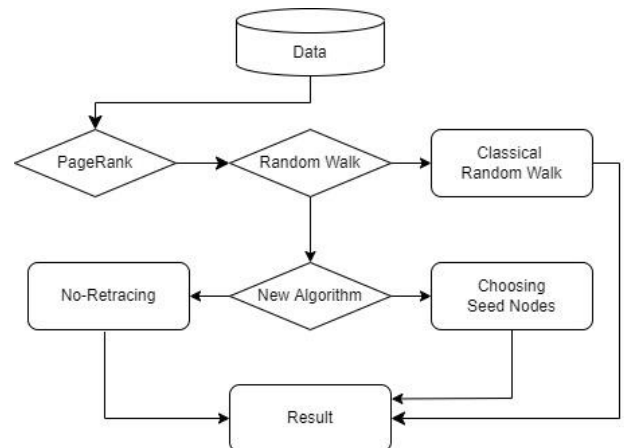 Data
PageRank
Random Walk
Classical
Random Walk
No-Retracing
New Algorithm
Choosing
Seed Nodes
Result